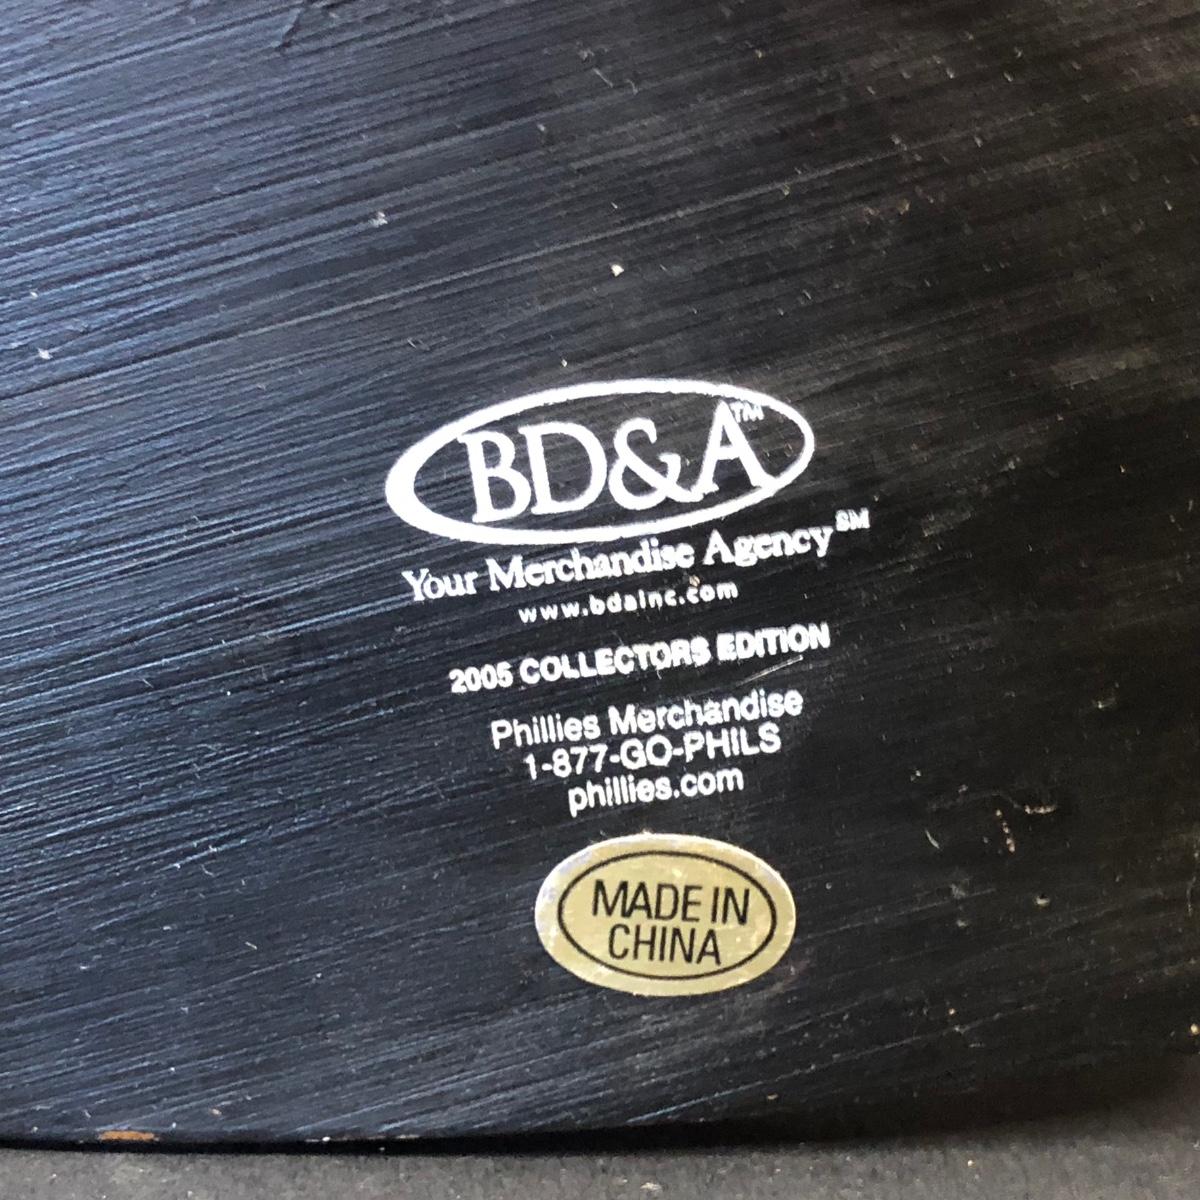 BD&A™
Your Merchandise Agency℠
www.bdainc.com
2005 COLLECTORS EDITION
Phillies Merchandise
1-877-GO-PHILS
phillies.com
MADE IN
CHINA